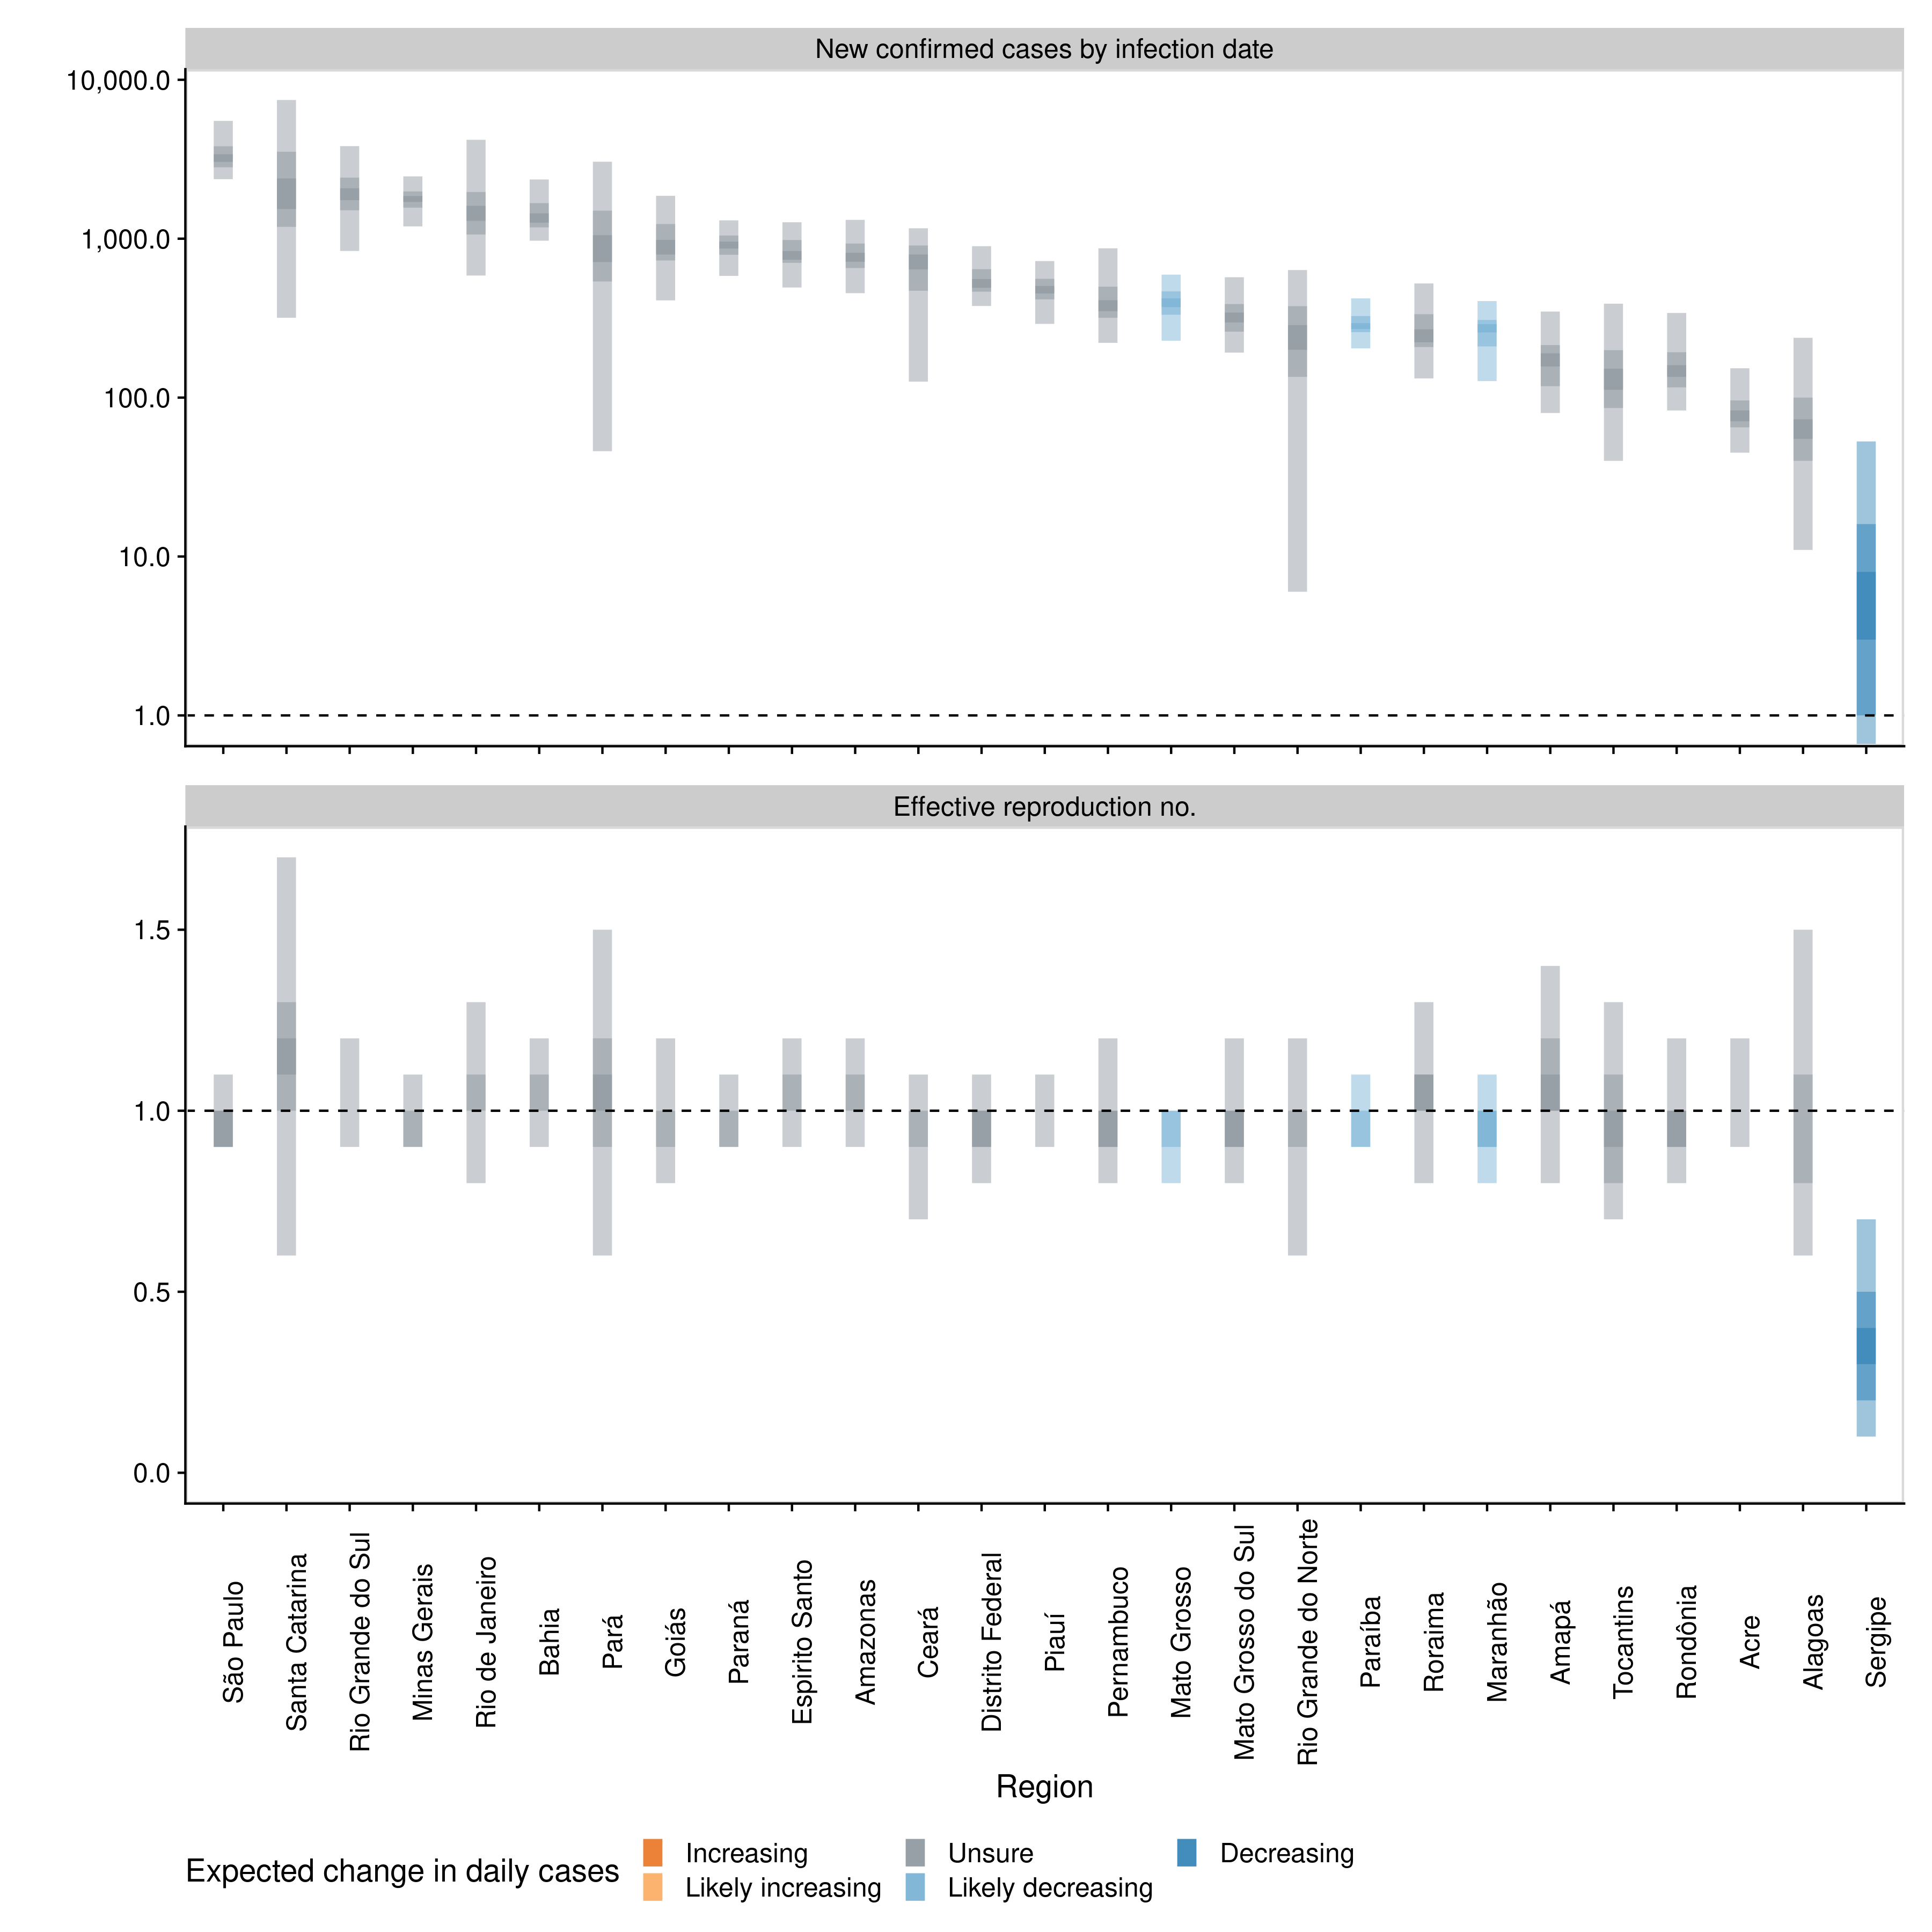 New confirmed cases by infection date
10,000.0
1,000.0
100.0
10.0
1.0
Effective reproduction no.
1.5
1.0
0.5
0.0
São Paulo
Santa Catarina
Rio Grande do Sul
Minas Gerais
Rio de Janeiro
Bahia
Pará
Goiás
Paraná
Espirito Santo
Amazonas
Ceará
Distrito Federal
Piauí
Pernambuco
Mato Grosso
Mato Grosso do Sul
Rio Grande do Norte
Paraíba
Roraima
Maranhão
Amapá
Tocantins
Rondônia
Acre
Alagoas
Sergipe
Region
Expected change in daily cases
Increasing
Likely increasing
Unsure
Likely decreasing
Decreasing